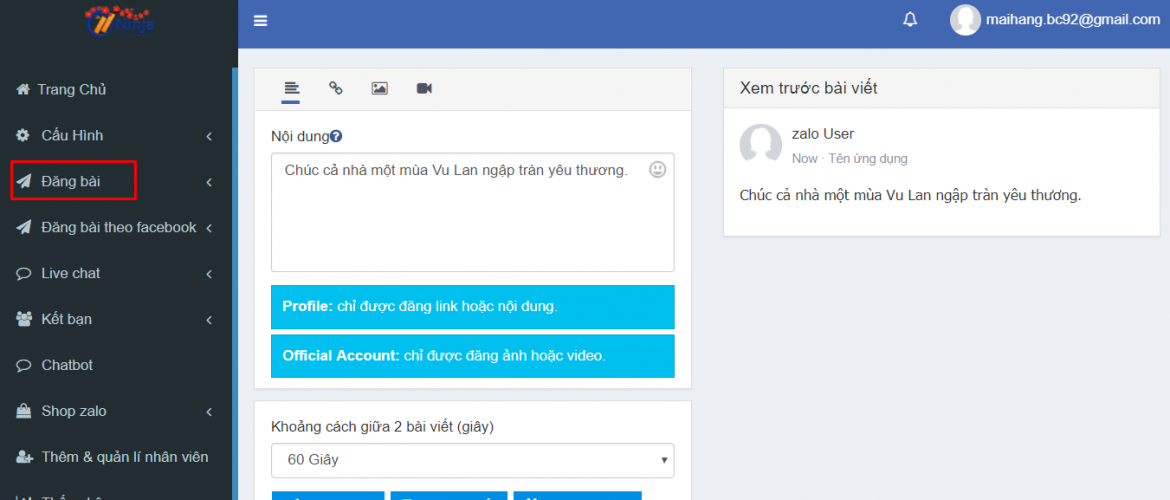 Ninja
maihang.bc92@gmail.com
Trang Chủ
Cấu Hình
Đăng bài
Đăng bài theo facebook
Live chat
Kết bạn
Chatbot
Shop zalo
Thêm & quản lí nhân viên
Nội dung
Chúc cả nhà một mùa Vu Lan ngập tràn yêu thương.
Profile: chỉ được đăng link hoặc nội dung.
Official Account: chỉ được đăng ảnh hoặc video.
Khoảng cách giữa 2 bài viết (giây)
60 Giây
Xem trước bài viết
zalo User
Now · Tên ứng dụng
Chúc cả nhà một mùa Vu Lan ngập tràn yêu thương.